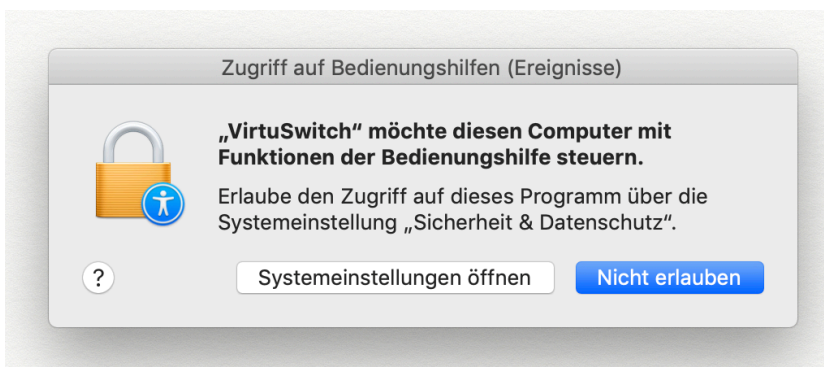 Zugriff auf Bedienungshilfen (Ereignisse)
„VirtuSwitch“ möchte diesen Computer mit
Funktionen der Bedienungshilfe steuern.
Erlaube den Zugriff auf dieses Programm über die
Systemeinstellung „Sicherheit & Datenschutz“.
? Systemeinstellungen öffnen Nicht erlauben